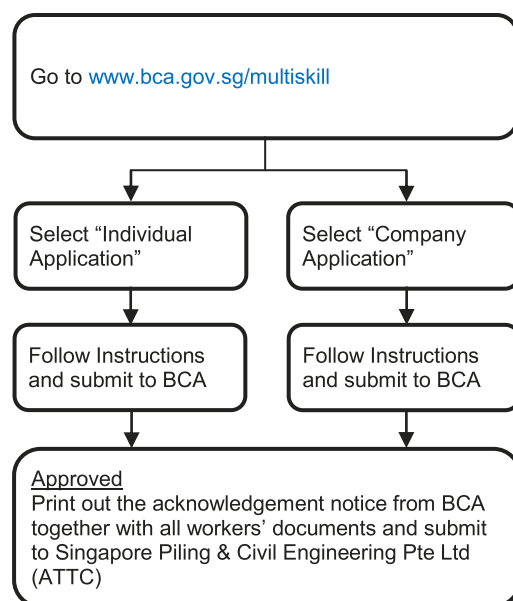 Go to www.bca.gov.sg/multiskill
Select “Individual
Application”
Select “Company
Application”
Follow Instructions
and submit to BCA
Follow Instructions
and submit to BCA
Approved
Print out the acknowledgement notice from BCA
together with all workers’ documents and submit
to Singapore Piling & Civil Engineering Pte Ltd
(ATTC)